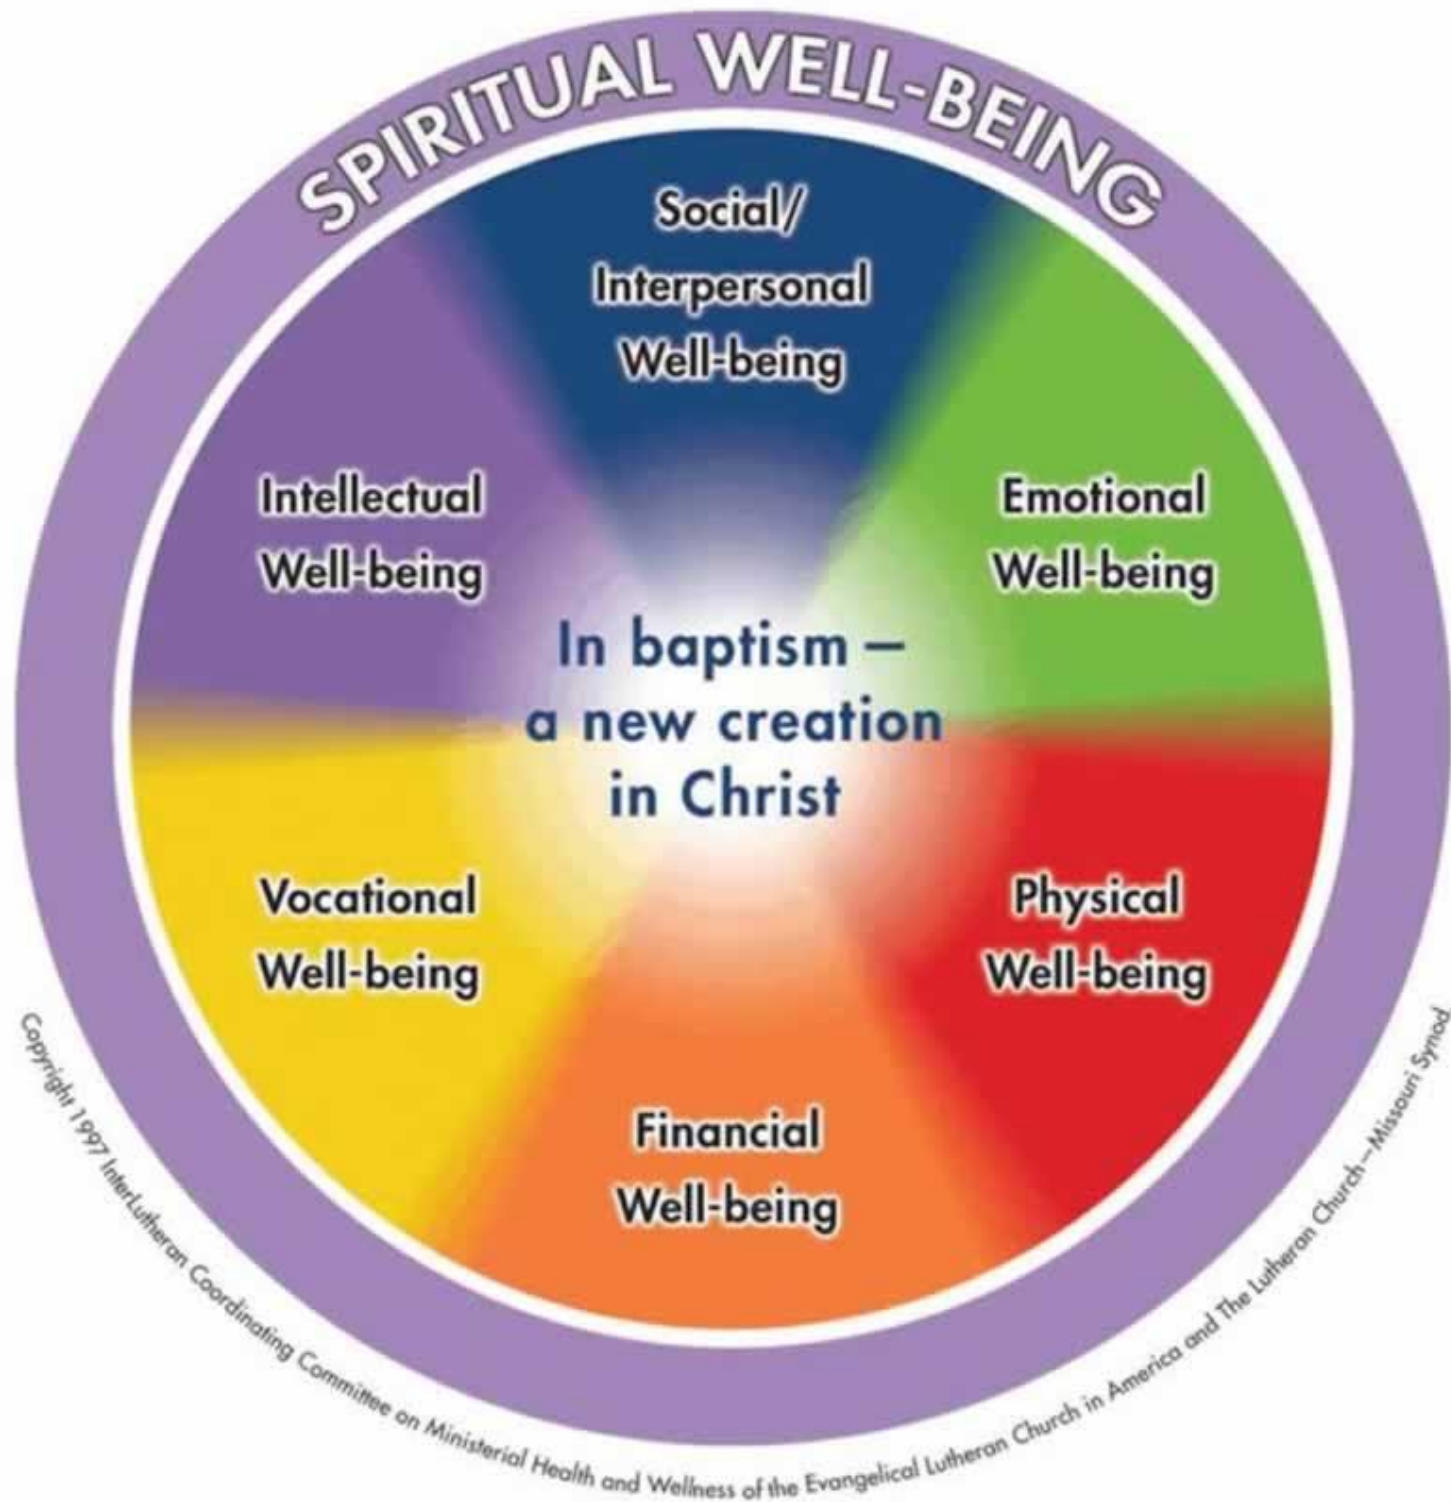 SPIRITUAL WELL-BEING
Social/
Interpersonal
Well-being
Intellectual
Well-being
Emotional
Well-being
In baptism –
a new creation
in Christ
Vocational
Well-being
Physical
Well-being
Financial
Well-being
Copyright 1997 InterLutheran Coordinating Committee on Ministerial Health and Wellness of the Evangelical Lutheran Church in America and The Lutheran Church–Missouri Synod